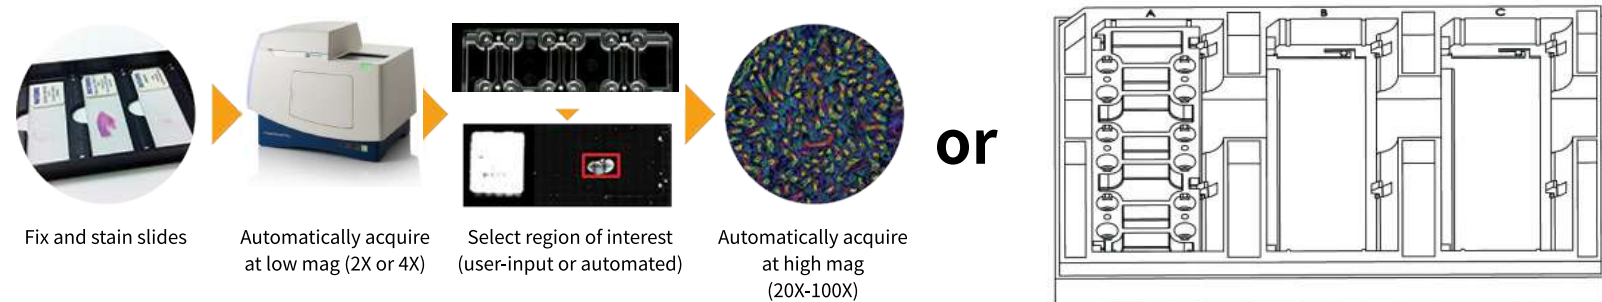 Fix and stain slides
Automatically acquire
at low mag (2X or 4X)
Select region of interest
(user-input or automated)
Automatically acquire
at high mag
(20X-100X)
or
A
B
C